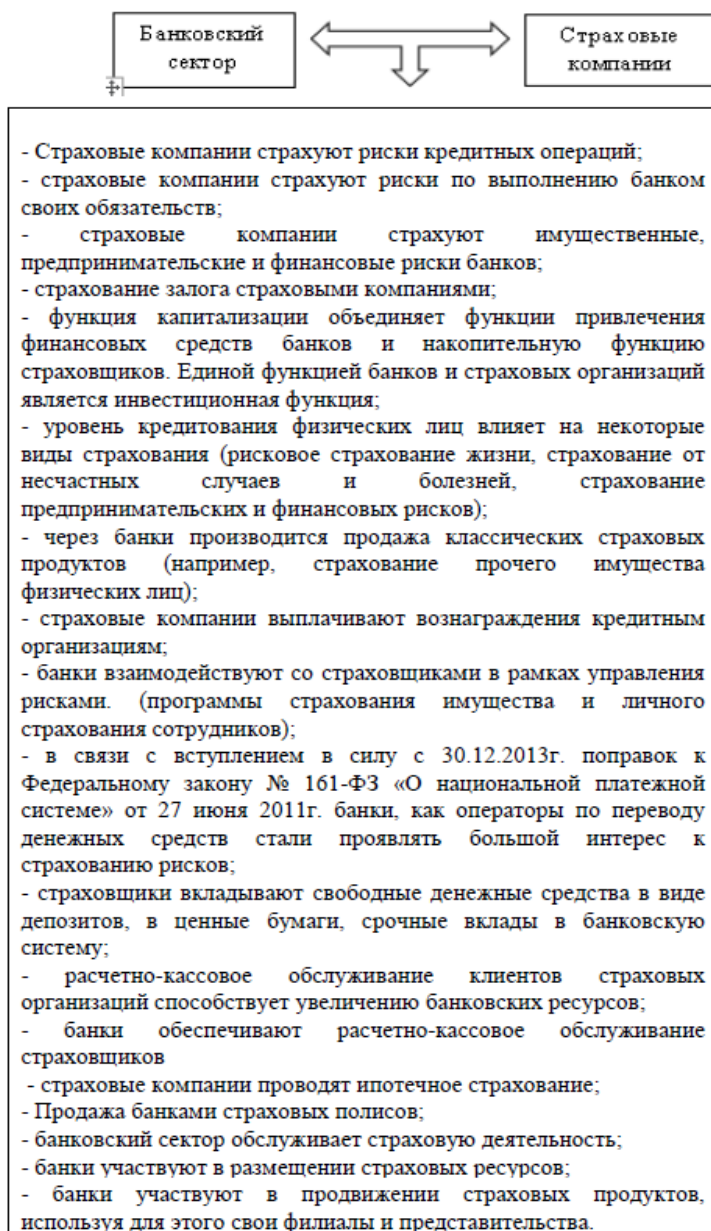 Банковский
сектор
Страховые
компании
- Страховые компании страхуют риски кредитных операций;
- страховые компании страхуют риски по выполнению банком
своих обязательств;
- страховые компании страхуют имущественные,
предпринимательские и финансовые риски банков;
- страхование залога страховыми компаниями;
- функция капитализации объединяет функции привлечения
финансовых средств банков и накопительную функцию
страховщиков. Единой функцией банков и страховых организаций
является инвестиционная функция;
- уровень кредитования физических лиц влияет на некоторые
виды страхования (рисковое страхование жизни, страхование от
несчастных случаев и болезней, страхование
предпринимательских и финансовых рисков);
- через банки производится продажа классических страховых
продуктов (например, страхование прочего имущества
физических лиц);
- страховые компании выплачивают вознаграждения кредитным
организациям;
- банки взаимодействуют со страховщиками в рамках управления
рисками. (программы страхования имущества и личного
страхования сотрудников);
- в связи с вступлением в силу с 30.12.2013г. поправок к
Федеральному закону № 161-ФЗ «О национальной платежной
системе» от 27 июня 2011г. банки, как операторы по переводу
денежных средств стали проявлять большой интерес к
страхованию рисков;
- страховщики вкладывают свободные денежные средства в виде
депозитов, в ценные бумаги, срочные вклады в банковскую
систему;
- расчетно-кассовое обслуживание клиентов страховых
организаций способствует увеличению банковских ресурсов;
- банки обеспечивают расчетно-кассовое обслуживание
страховщиков
- страховые компании проводят ипотечное страхование;
- Продажа банками страховых полисов;
- банковский сектор обслуживает страховую деятельность;
- банки участвуют в размещении страховых ресурсов;
- банки участвуют в продвижении страховых продуктов,
используя для этого свои филиалы и представительства.